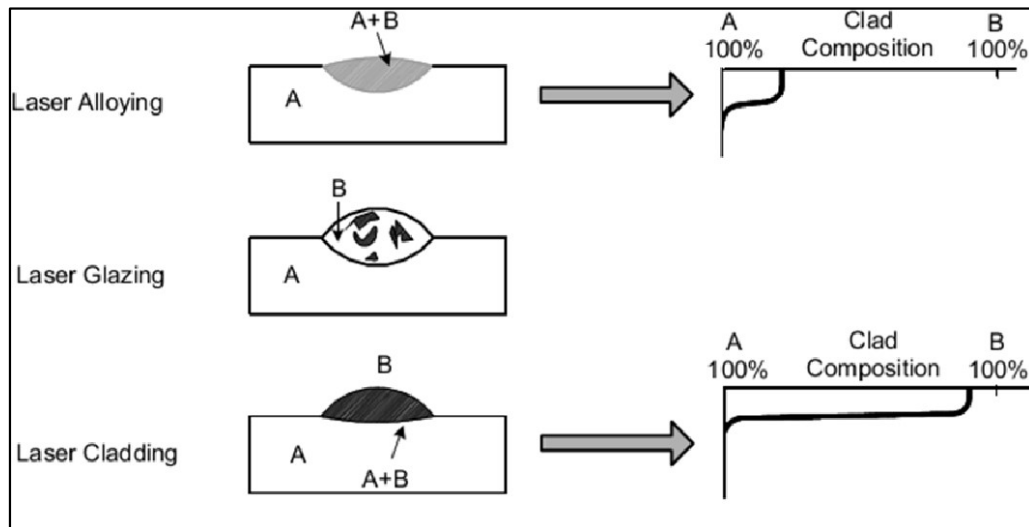 A+B
A
Laser Alloying
A Clad B
100% Composition 100%
B
A
Laser Glazing
B
A
A+B
Laser Cladding
A Clad B
100% Composition 100%